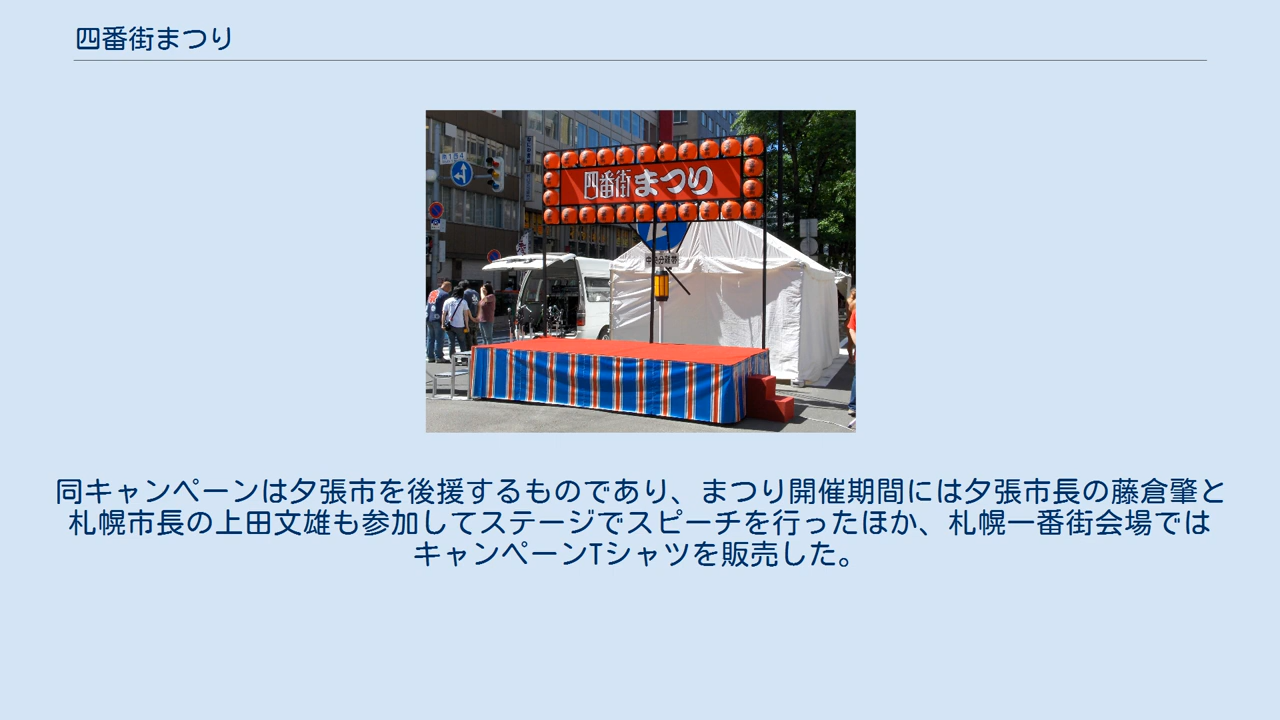 四番街まつり
四番街まつり
中央分離帯
同キャンペーンは夕張市を後援するものであり、まつり開催期間には夕張市長の藤倉肇と
札幌市長の上田文雄も参加してステージでスピーチを行ったほか、札幌一番街会場では
キャンペーンTシャツを販売した。